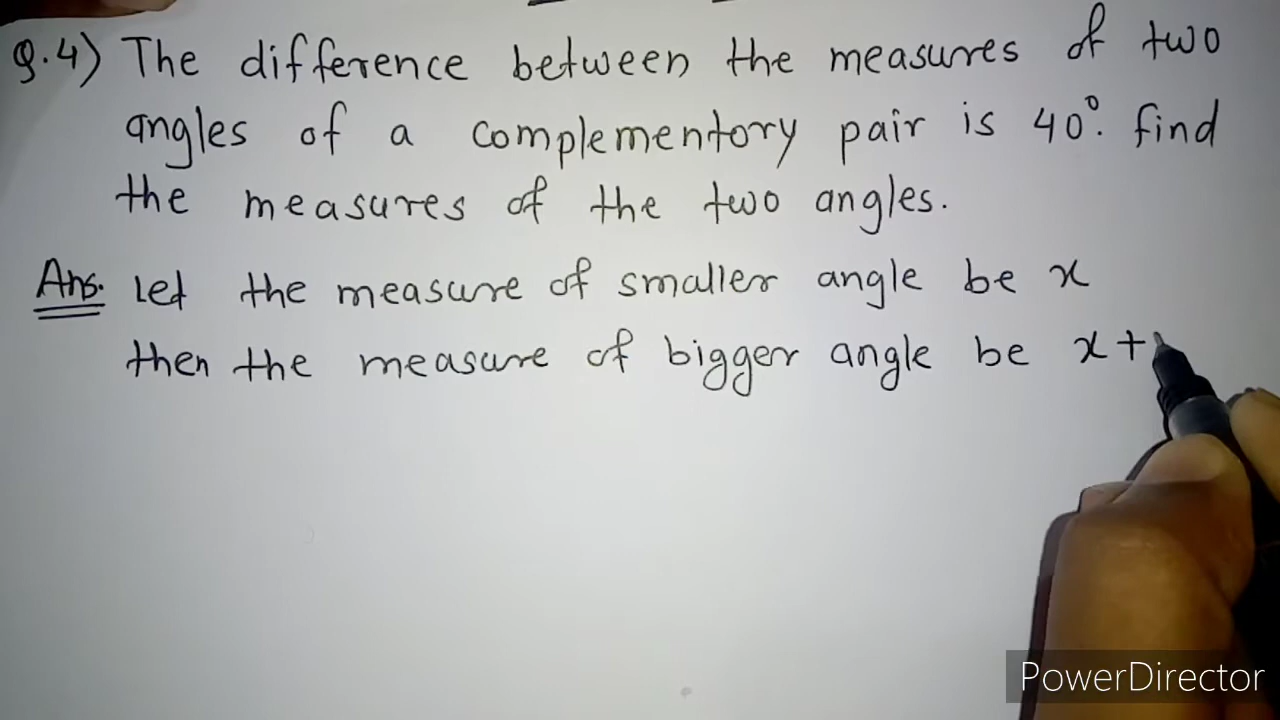 Q.4) The difference between the measures of two
angles of a complementory pair is 40°. find
the measures of the two angles.
Ans. Let the measure of smaller angle be x
then the measure of bigger angle be x+
PowerDirector